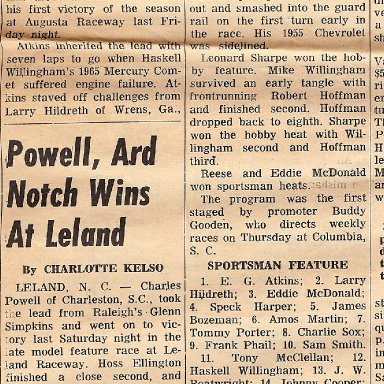 his first victory of the season
Augusta Raceway last Fri-
day night.
Atkins inherited the lead with
seven laps to go when Haskell
Willingham's 1965 Mercury Com-
et suffered engine failure. At-
kins staved off challenges from
Larry Hildreth of Wrens, Ga.,
Powell, Ard
Notch Wins
At Leland
By CHARLOTTE KELSO
LELAND, N. C. — Charles
Powell of Charleston, S.C., took
the lead from Raleigh's Glenn
Simpkins and went on to vic-
tory last Saturday night in the
late model feature race at Le-
land Raceway. Hoss Ellington
finished a close second, and
out and smashed into the guard
rail on the first turn early in
the race. His 1955 Chevrolet
was sidelined.
Leonard Sharpe won the hob-
by feature. Mike Willingham
survived an early tangle with
frontrunning Robert Hoffman
and finished second. Hoffman
dropped back to eighth. Sharpe
won the hobby heat with Wil-
lingham second and Hoffman
third.
Reese and Eddie McDonald
won sportsman heats.
The program was the first
staged by promoter Buddy
Gooden, who directs weekly
races on Thursday at Columbia,
S. C.
SPORTSMAN FEATURE
1. E. G. Atkins; 2. Larry
Hildreth; 3. Eddie McDonald;
4. Speck Harper; 5. James
Bozeman; 6. Amos Martin; 7.
Tommy Porter; 8. Charlie Sox;
9. Frank Phail; 10. Sam Smith.
11. Tony McClellan; 12.
Haskell Willingham; 13. J. W.
Boatwright; 14. Johnny Cooper